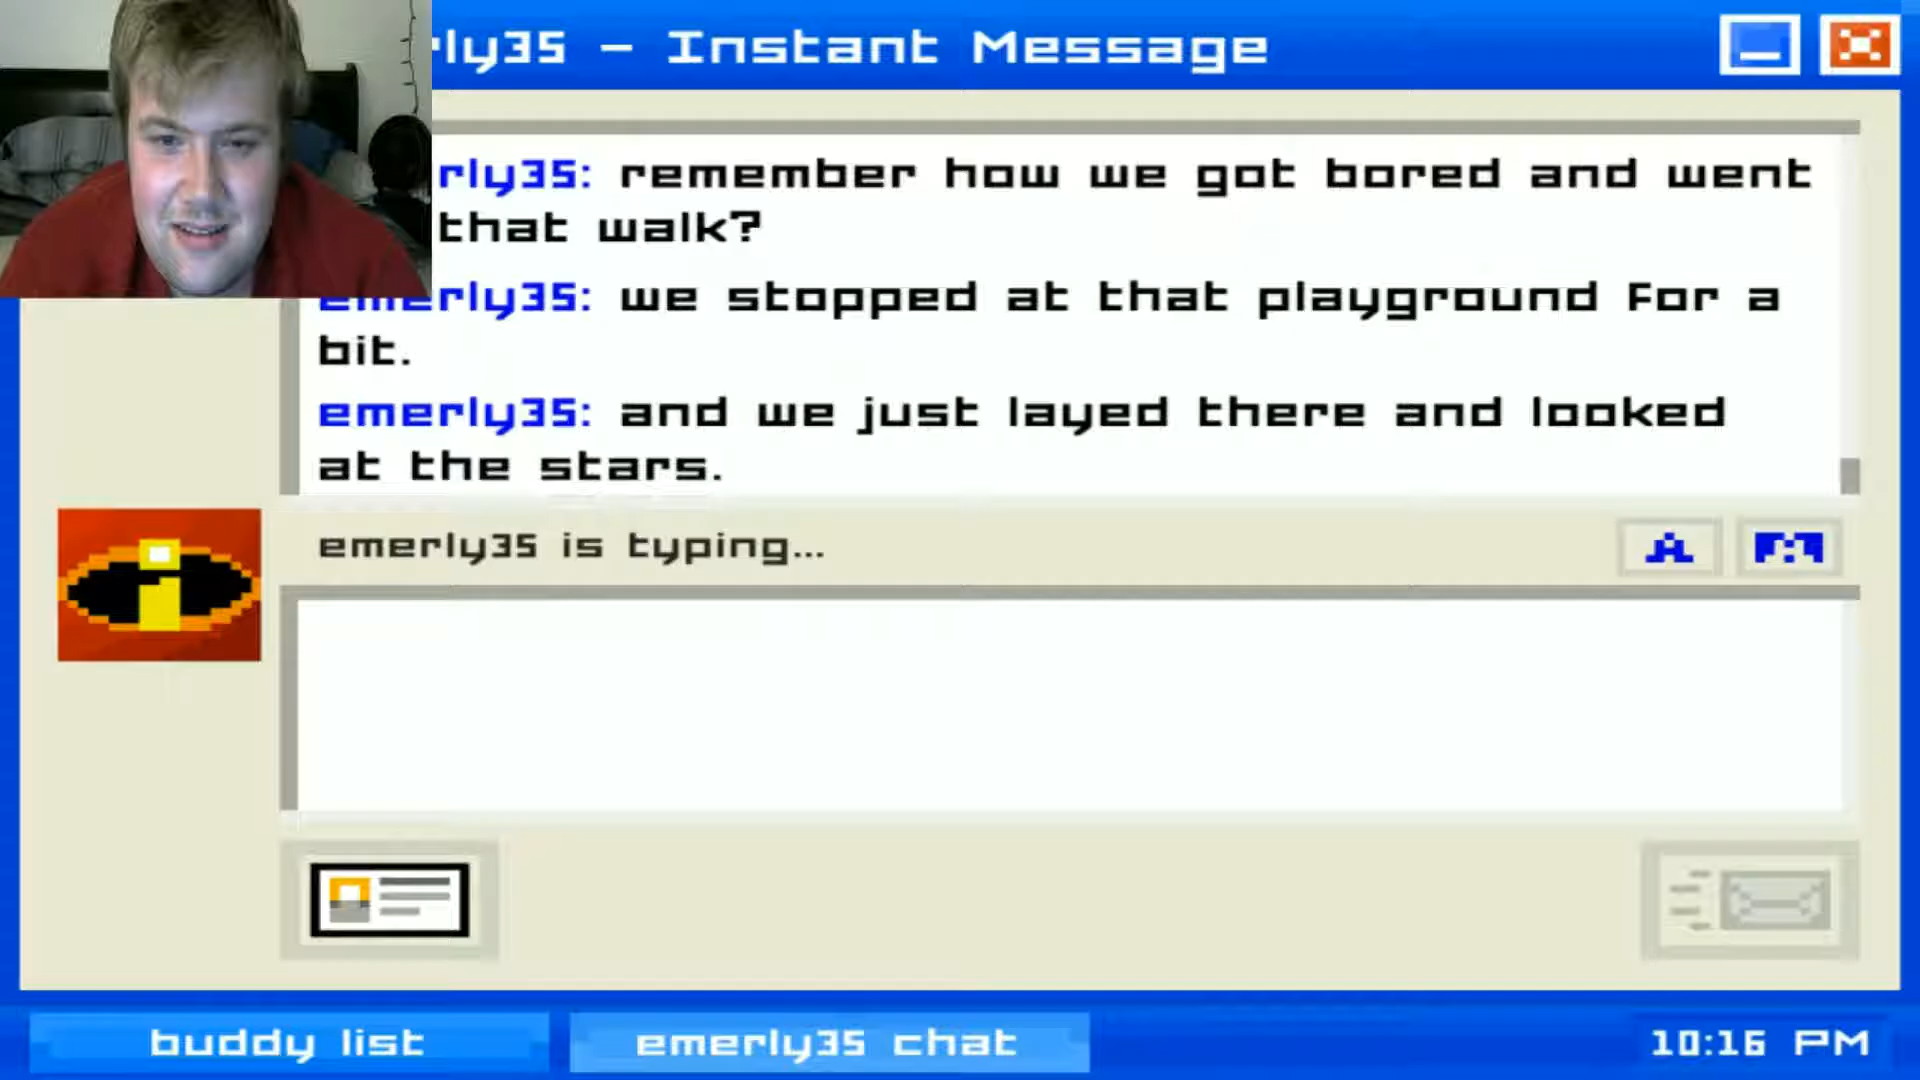 rly35 - Instant Message
rly35: remember how we got bored and went
that walk?
emerly35: we stopped at that playground for a
bit.
emerly35: and we just layed there and looked
at the stars.
emerly35 is typing...
A
buddy list
emerly35 chat
10:16 PM